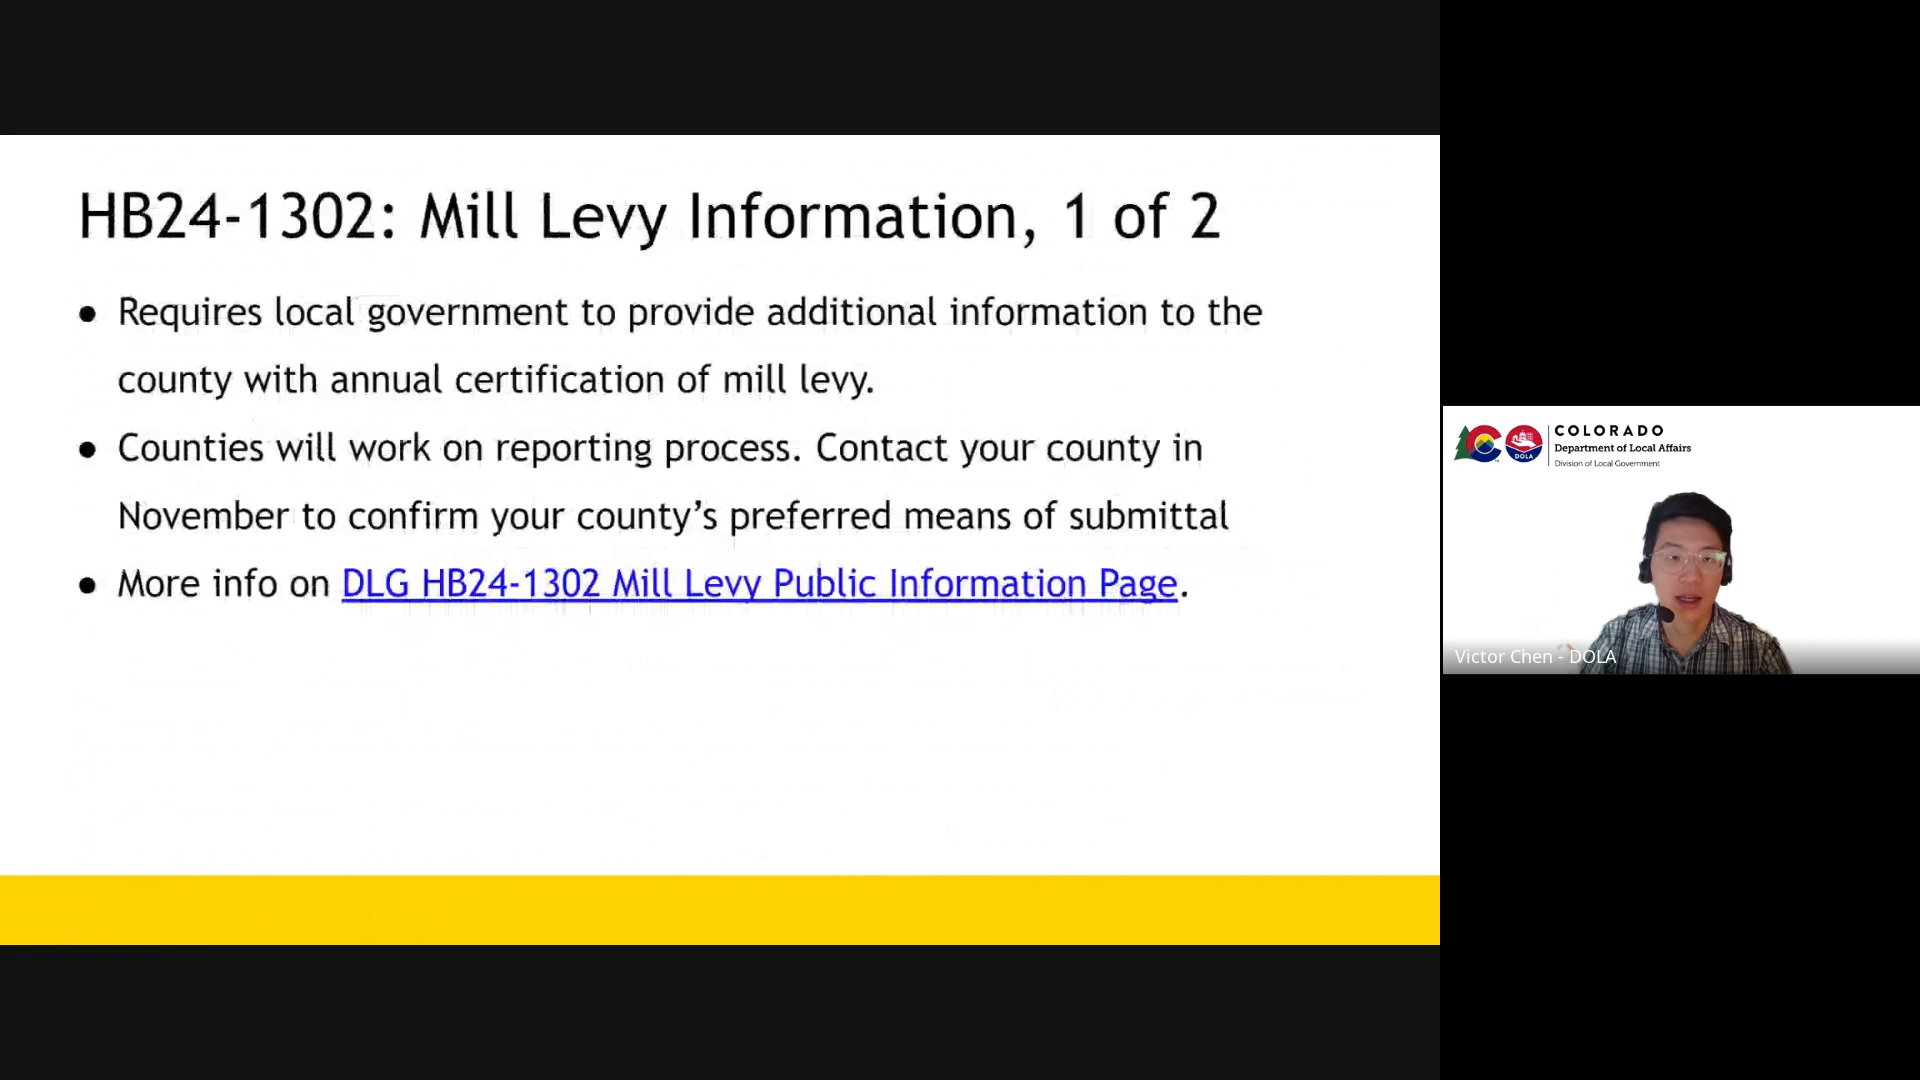 HB24-1302: Mill Levy Information, 1 of 2
● Requires local government to provide additional information to the
county with annual certification of mill levy.
● Counties will work on reporting process. Contact your county in
November to confirm your county’s preferred means of submittal
● More info on DLG HB24-1302 Mill Levy Public Information Page.
COLORADO
Department of Local Affairs
Division of Local Government
DOLA
Victor Chen - DOLA